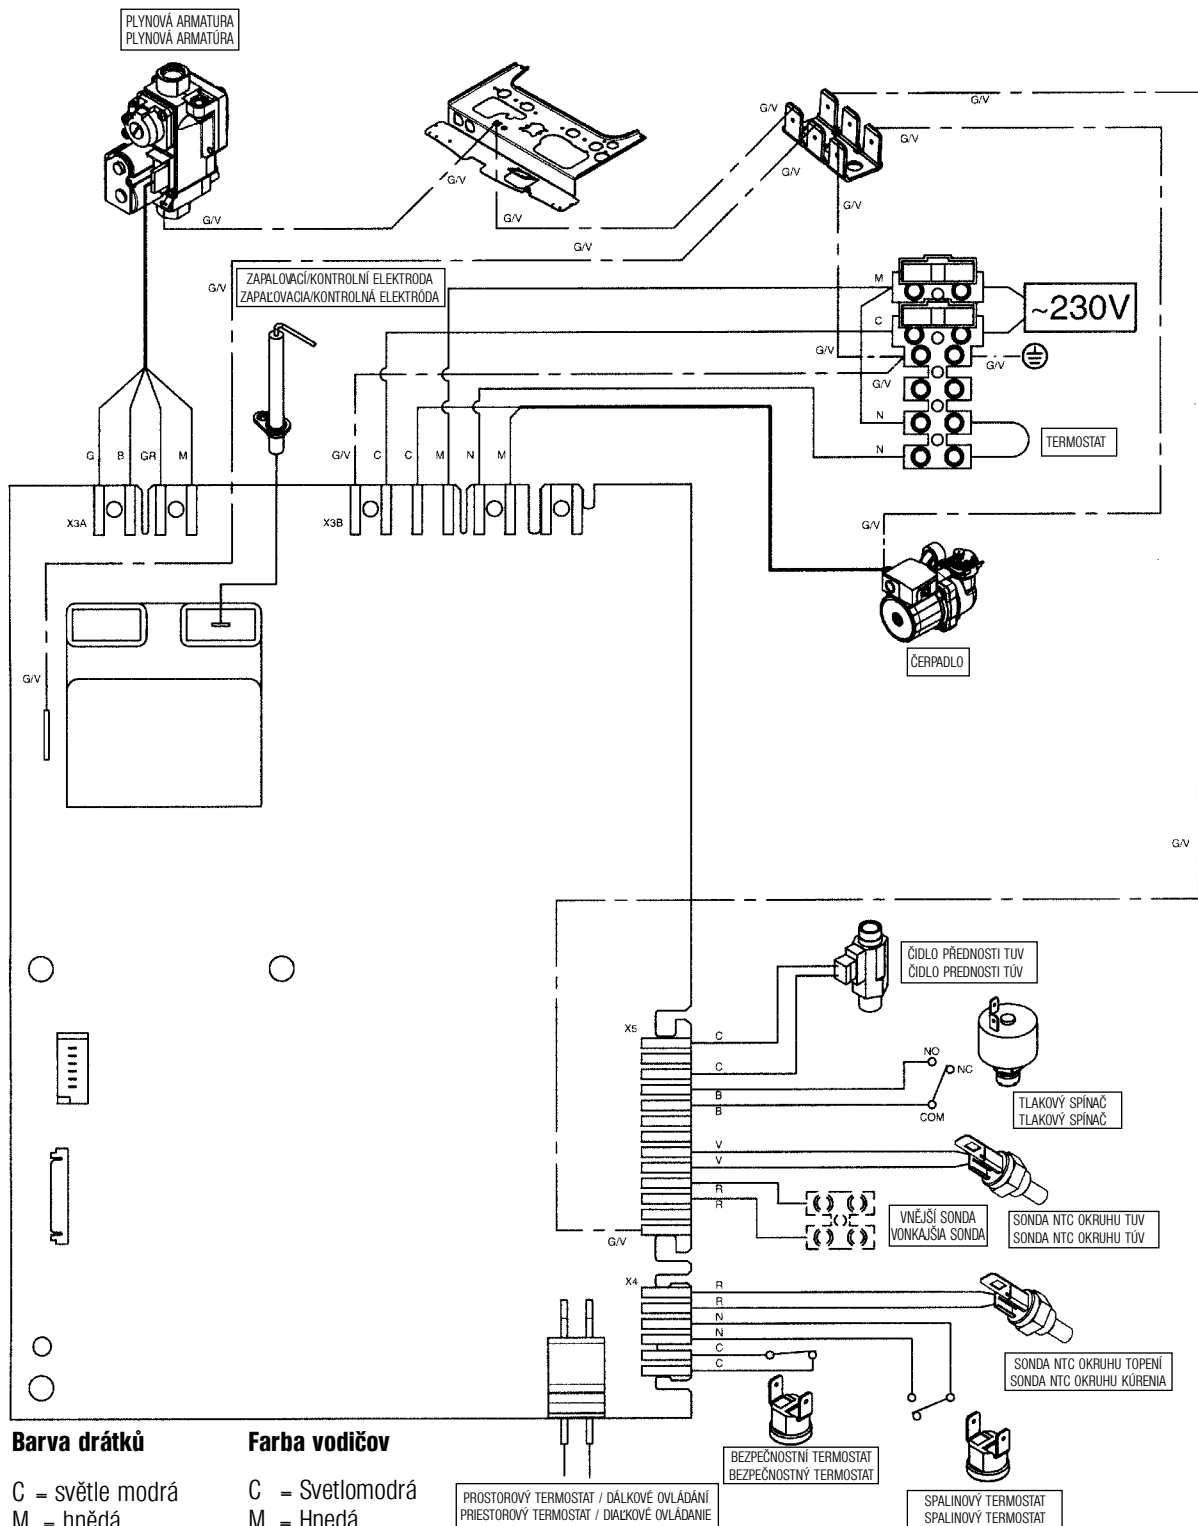 PLYNOVÁ ARMATURA
PLYNOVÁ ARMATÚRA
G/V
G/V
G/V
G/V
G/V
G/V
G/V
G/V
G/V
G/V
G/V
ZAPALOVACÍ/KONTROLNÍ ELEKTRODA
ZAPAĽOVACIA/KONTROLNÁ ELEKTRÓDA
M
~230V
C
G/V
G/V
G/V
N
TERMOSTAT
N
G B GR M
G/V C C M N M
X3A
X3B
G/V
ČERPADLO
G/V
G/V
ČIDLO PŘEDNOSTI TUV
ČIDLO PREDNOSTI TÚV
X5
C
C
NO
NC
B
B
COM
TLAKOVÝ SPÍNAČ
TLAKOVÝ SPÍNAČ
V
V
R
R
VNĚJŠÍ SONDA
VONKAJŠIA SONDA
SONDA NTC OKRUHU TUV
SONDA NTC OKRUHU TÚV
G/V
X4
R
R
N
N
C
C
SONDA NTC OKRUHU TOPENÍ
SONDA NTC OKRUHU KÚRENIA
BEZPEČNOSTNÍ TERMOSTAT
BEZPEČNOSTNÝ TERMOSTAT
SPALINOVÝ TERMOSTAT
SPALINOVÝ TERMOSTAT
PROSTOROVÝ TERMOSTAT / DÁLKOVÉ OVLÁDÁNÍ
PRIESTOROVÝ TERMOSTAT / DIAĽKOVÉ OVLÁDANIE
Barva drátků
C = světle modrá
M = hnědá
Farba vodičov
C = Svetlomodrá
M = Hnedá